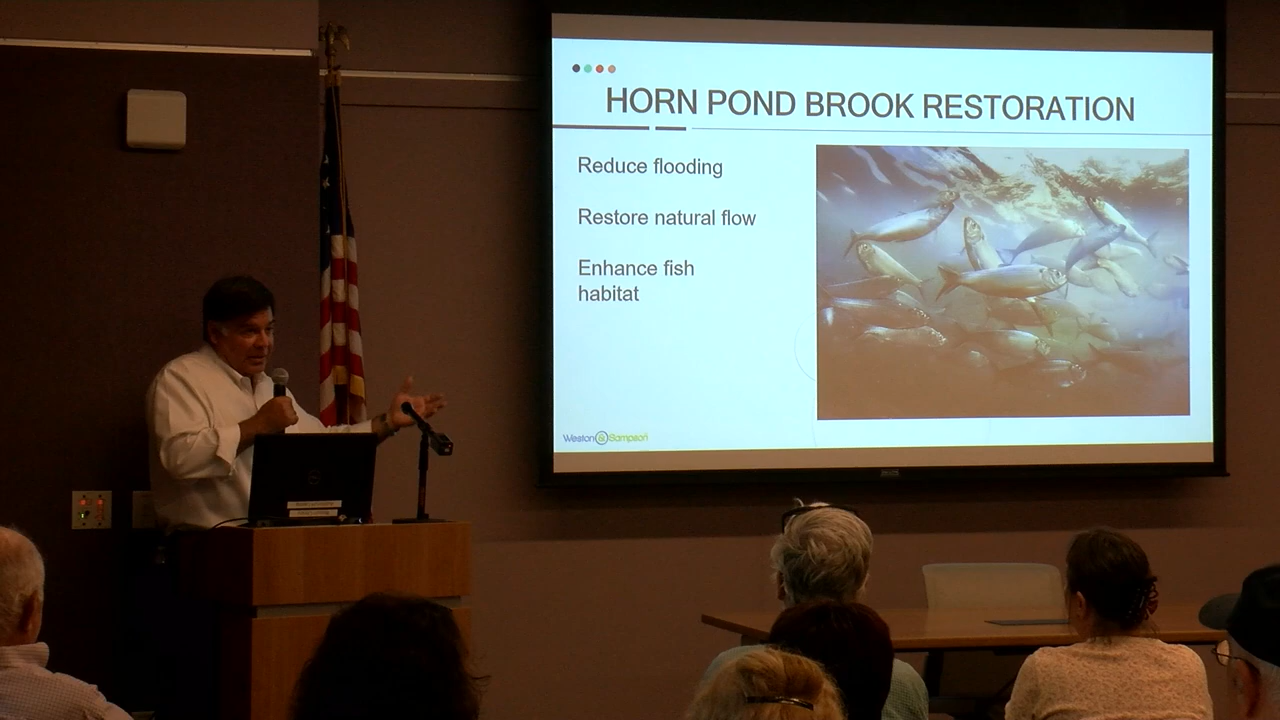 HORN POND BROOK RESTORATION
Reduce flooding
Restore natural flow
Enhance fish
habitat
Weston & Sampson